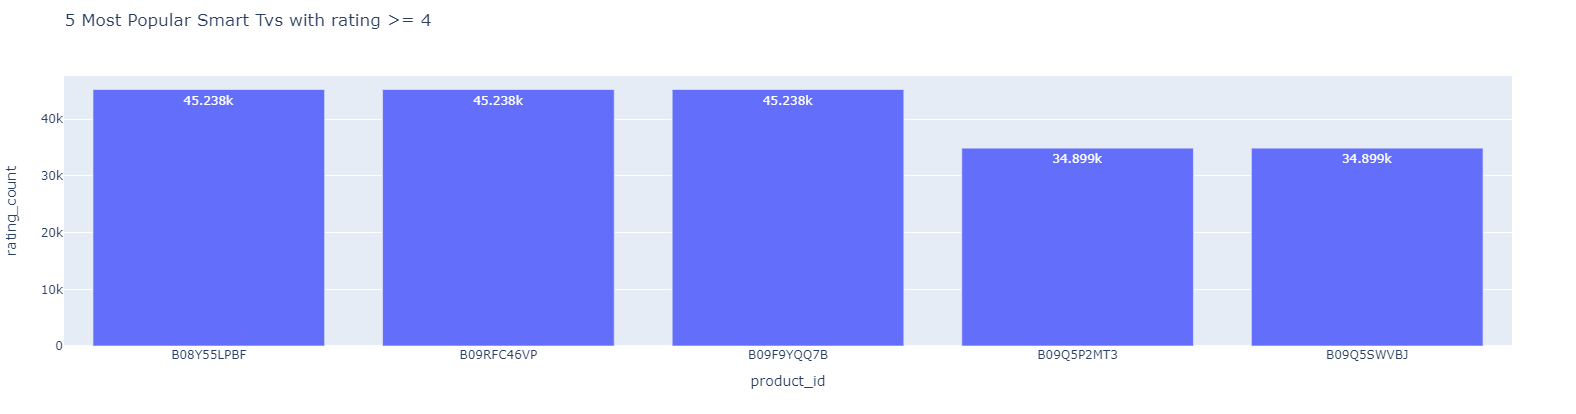 5 Most Popular Smart Tvs with rating >= 4
rating_count
40k
30k
20k
10k
0
45.238k
45.238k
45.238k
34.899k
34.899k
B08Y55LPBF
B09RFC46VP
B09F9YQQ7B
B09Q5P2MT3
B09Q5SWVBJ
product_id